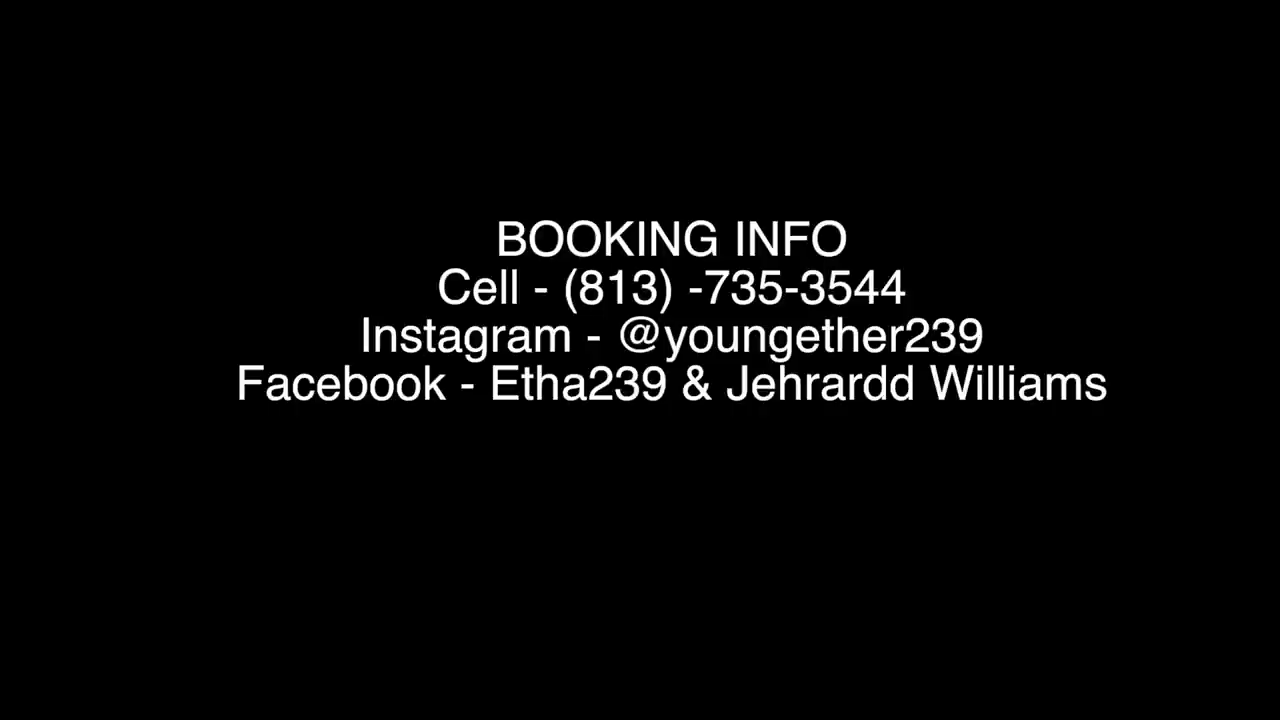 BOOKING INFO
Cell - (813) -735-3544
Instagram - @youngether239
Facebook - Etha239 & Jehrardd Williams